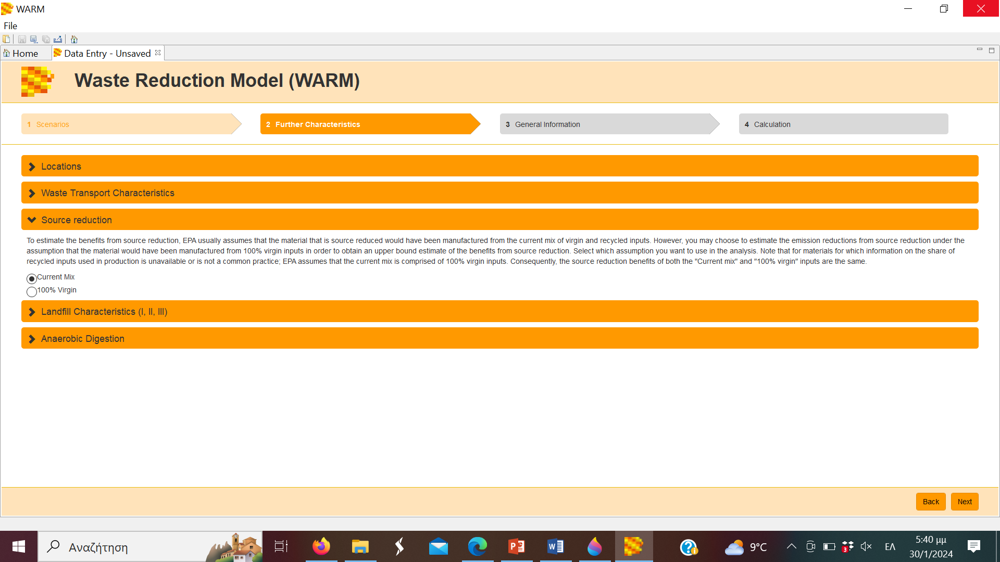 WARM
File
Home
Data Entry - Unsaved
Waste Reduction Model (WARM)
1 Scenarios
2 Further Characteristics
3 General Information
4 Calculation
Locations
Waste Transport Characteristics
Source reduction
To estimate the benefits from source reduction, EPA usually assumes that the material that is source reduced would have been manufactured from the current mix of virgin and recycled inputs. However, you may choose to estimate the emission reductions from source reduction under the
assumption that the material would have been manufactured from 100% virgin inputs in order to obtain an upper bound estimate of the benefits from source reduction. Select which assumption you want to use in the analysis. Note that for materials for which information on the share of
recycled inputs used in production is unavailable or is not a common practice; EPA assumes that the current mix is comprised of 100% virgin inputs. Consequently, the source reduction benefits of both the "Current mix" and "100% virgin" inputs are the same.
Current Mix
100% Virgin
Landfill Characteristics (I, II, III)
Anaerobic Digestion
Back
Next
Αναζήτηση
P
W
9°C
3
ΕΛ
5:40 μμ
30/1/2024